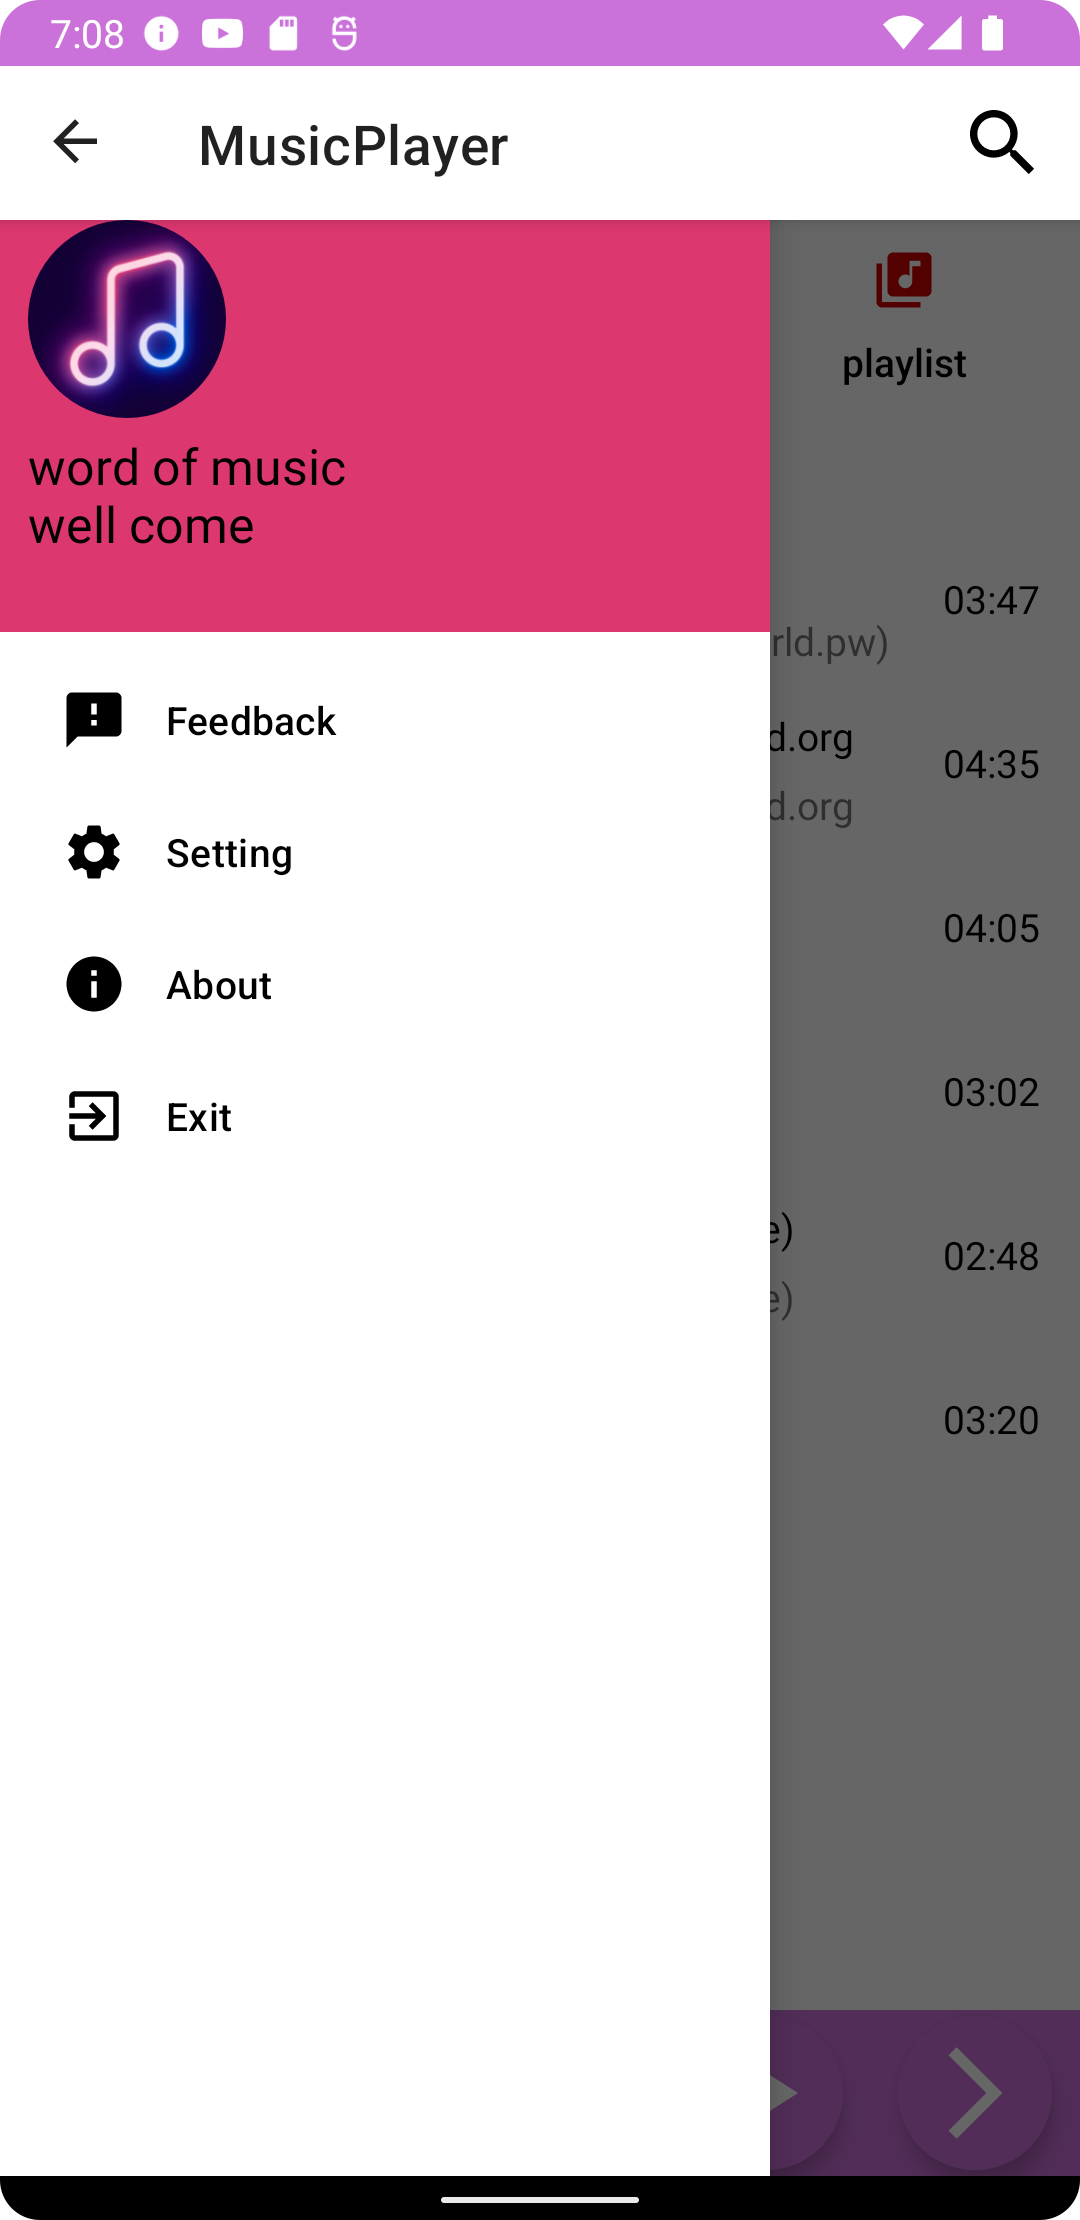 7:08
MusicPlayer
word of music
well come
playlist
Feedback
Setting
About
Exit
03:47
rld.pw)
d.org
04:35
d.org
04:05
03:02
e)
02:48
e)
03:20